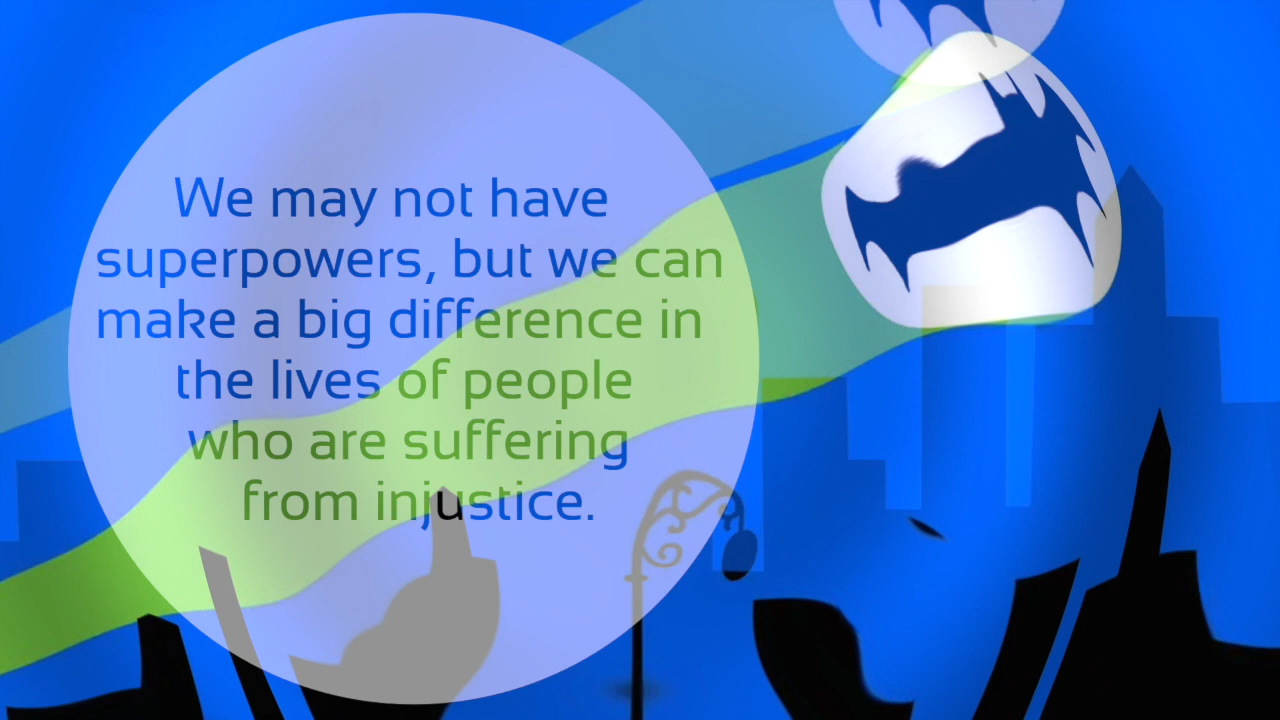 We may not have
superpowers, but we can
make a big difference in
the lives of people
who are suffering
from injustice.